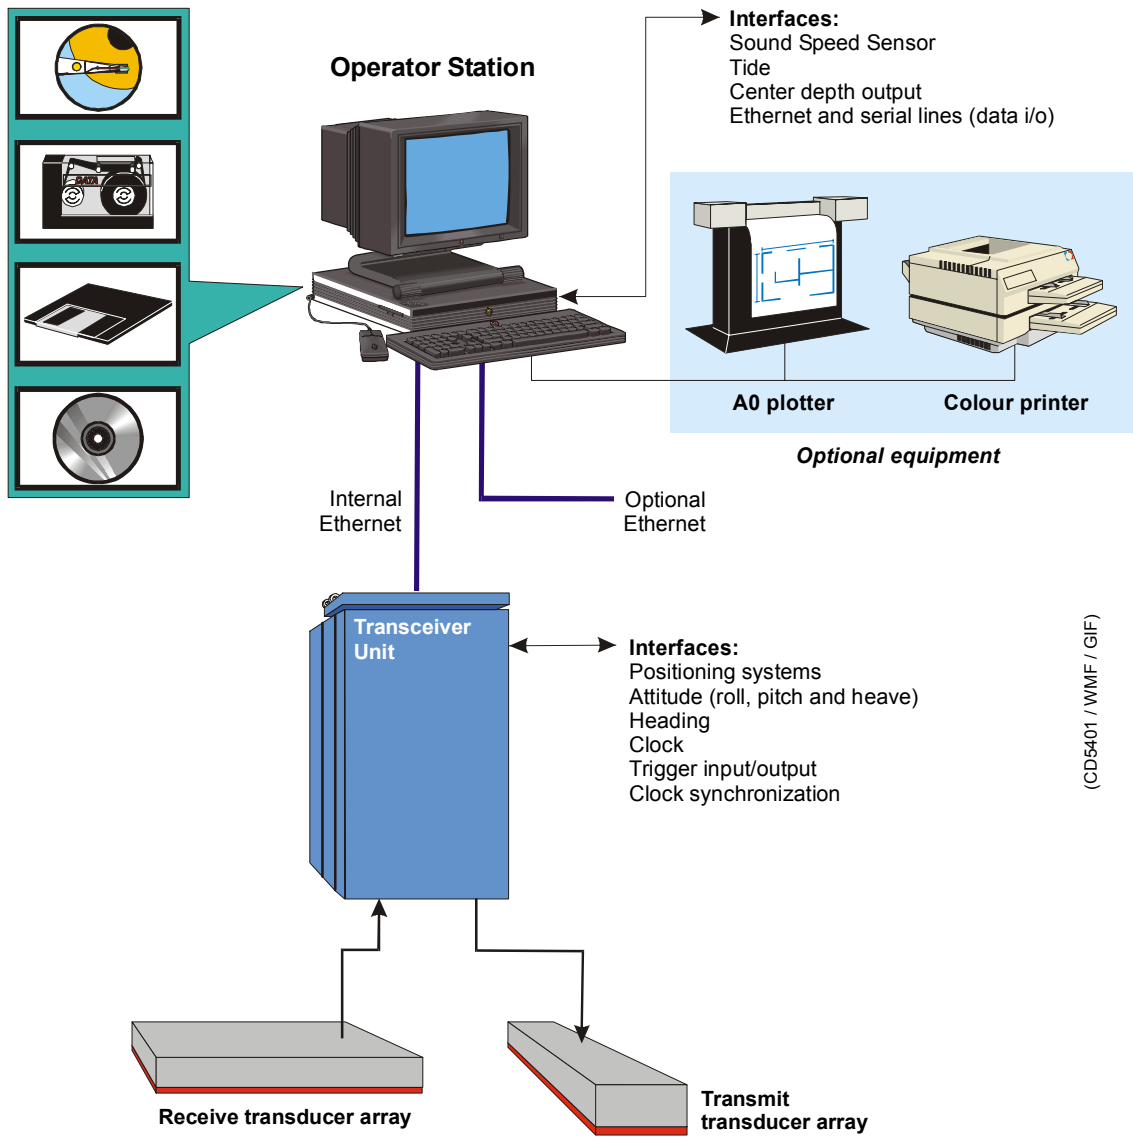 Interfaces:
Sound Speed Sensor
Tide
Center depth output
Ethernet and serial lines (data i/o)
Operator Station
DATA
A0 plotter
Colour printer
Optional equipment
Internal
Ethernet
Optional
Ethernet
Transceiver
Unit
Interfaces:
Positioning systems
Attitude (roll, pitch and heave)
Heading
Clock
Trigger input/output
Clock synchronization
(CD5401 / WMF / GIF)
Receive transducer array
Transmit
transducer array